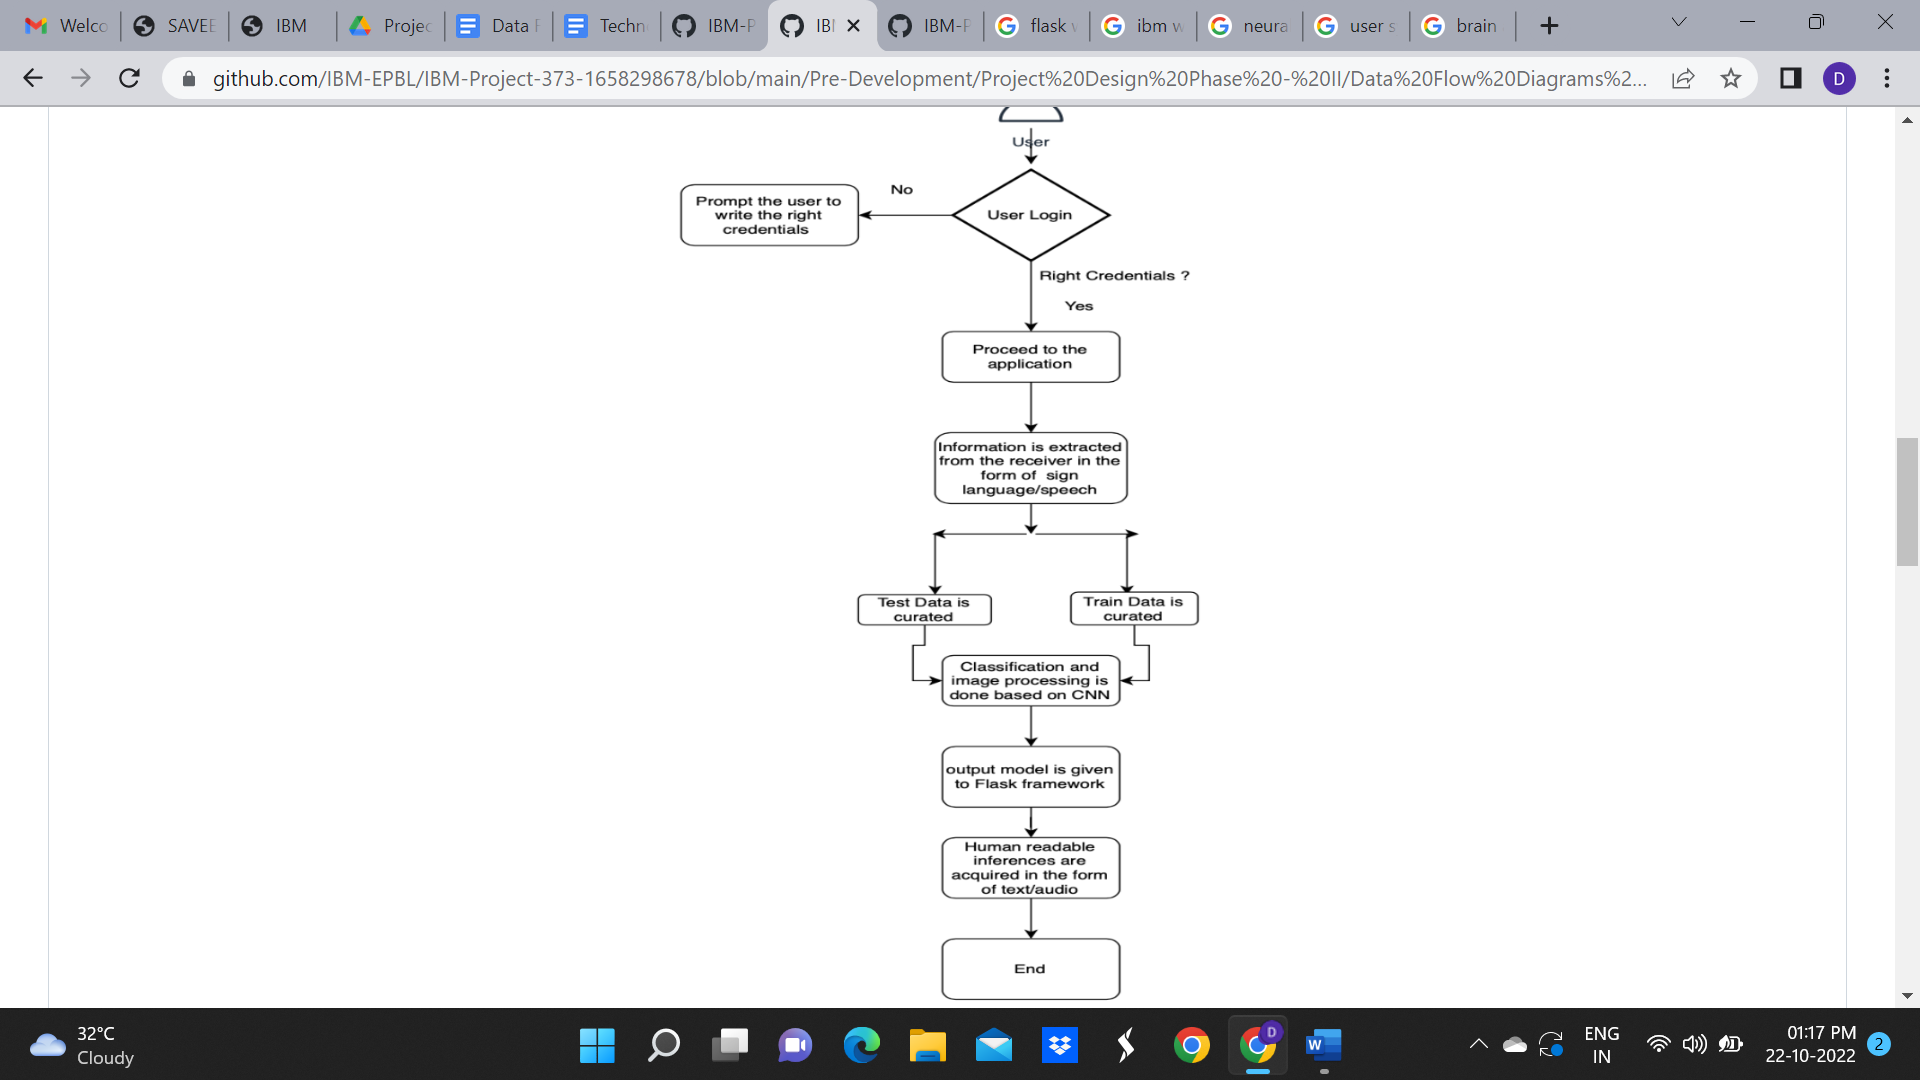 Welco
SAVEE
IBM
Projec
Data F
Techn
IBM-P
IBI
IBM-P
flask
ibm w
neura
user s
brain
github.com/IBM-EPBL/IBM-Project-373-1658298678/blob/main/Pre-Development/Project%20Design%20Phase%20-%20II/Data%20Flow%20Diagrams%2...
D
User
No
Prompt the user to
write the right
credentials
User Login
Right Credentials ?
Yes
Proceed to the
application
Information is extracted
from the receiver in the
form of sign
language/speech
Test Data is
curated
Train Data is
curated
Classification and
image processing is
done based on CNN
output model is given
to Flask framework
Human readable
inferences are
acquired in the form
of text/audio
End
32°C
Cloudy
D
W
ENG
IN
01:17 PM
22-10-2022
2